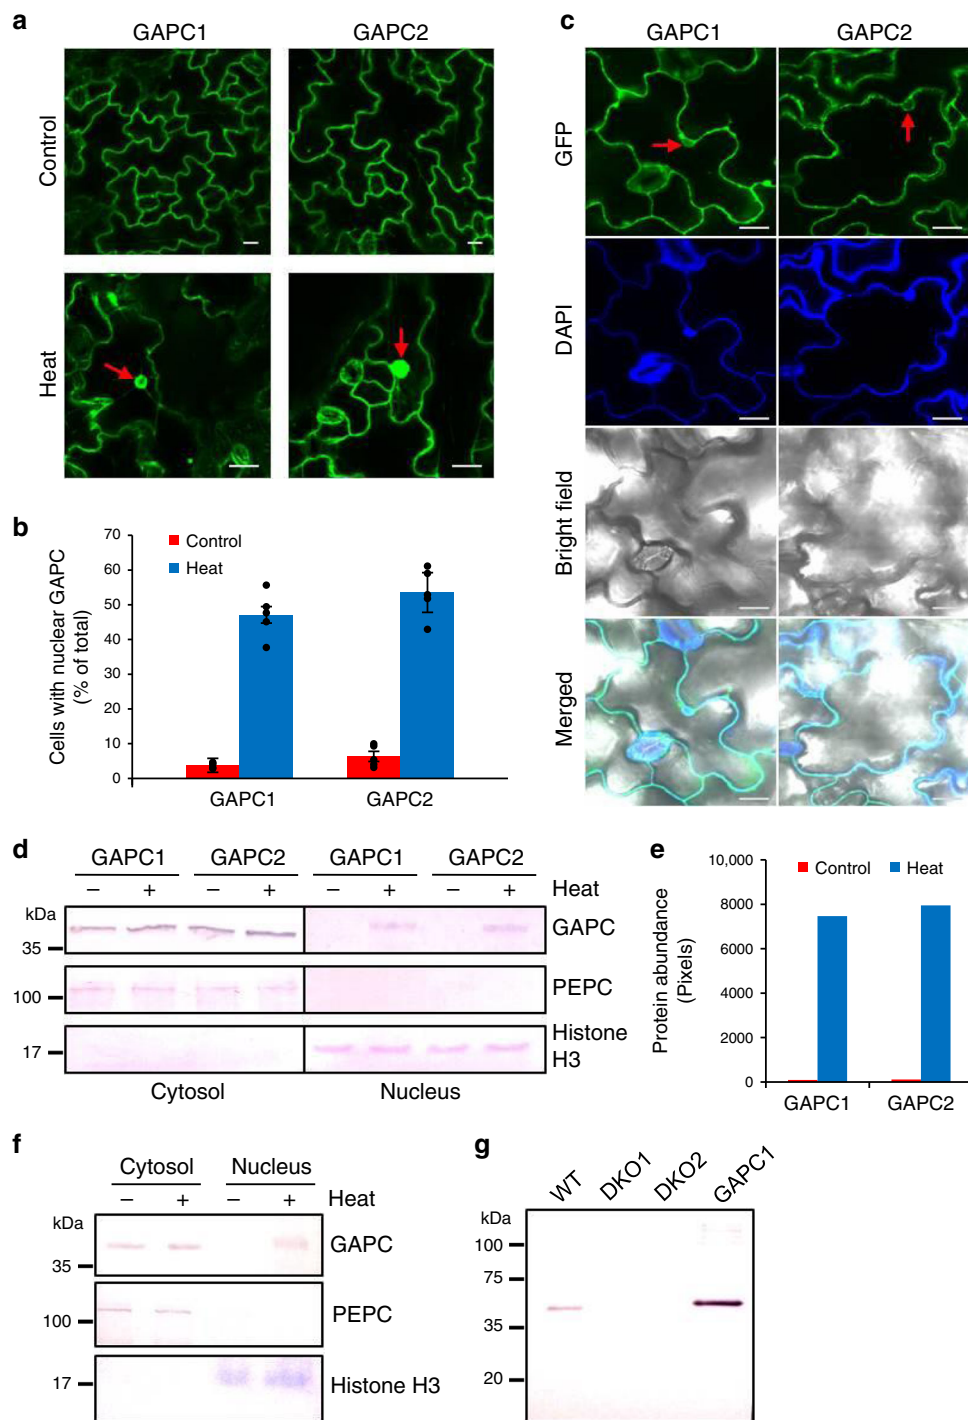 a
GAPC1 GAPC2
Control
Heat
b
Cells with nuclear GAPC
(% of total)
70
60
50
40
30
20
10
0
Control
Heat
GAPC1 GAPC2
c
GAPC1 GAPC2
GFP
DAPI
Bright field
Merged
d
GAPC1 GAPC2 GAPC1 GAPC2
− + − + − + − + Heat
kDa
35
GAPC
100
PEPC
17
Histone
H3
Cytosol Nucleus
e
Protein abundance
(Pixels)
10,000
8000
6000
4000
2000
0
Control Heat
GAPC1 GAPC2
f
Cytosol Nucleus
− + − + Heat
kDa
35
GAPC
100
PEPC
17
Histone H3
g
WT DKO1 DKO2 GAPC1
kDa
100
75
35
20